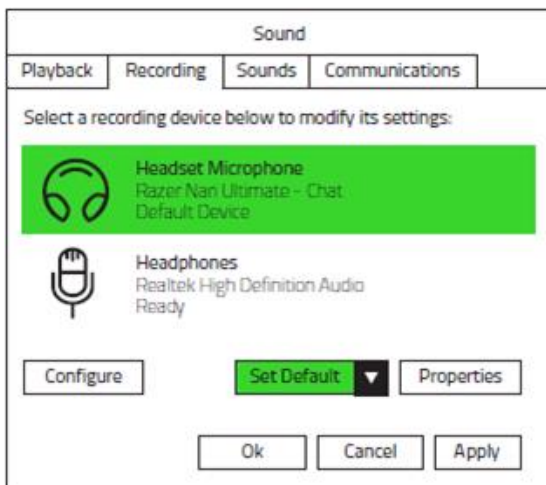 Sound
Playback Recording Sounds Communications
Select a recording device below to modify its settings:
Headset Microphone
Razer Nari Ultimate - Chat
Default Device
Headphones
Realtek High Definition Audio
Ready
Configure Set Default Properties
Ok Cancel Apply